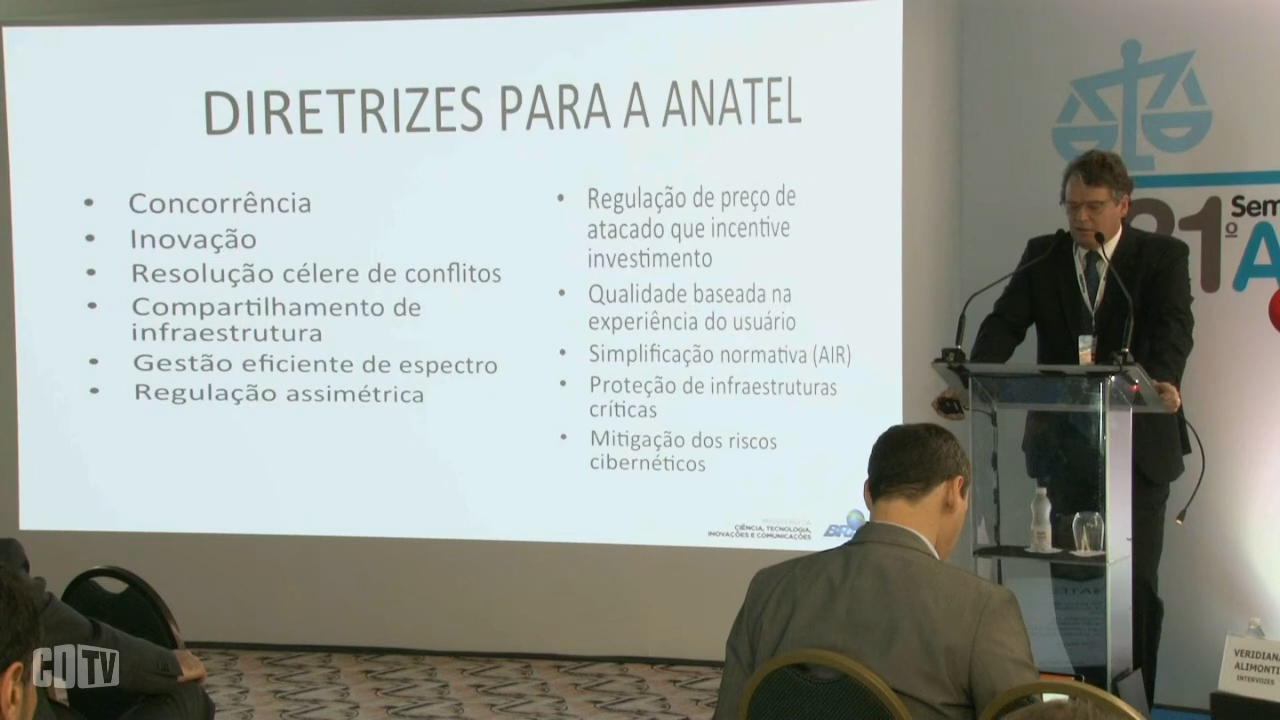 DIRETRIZES PARA A ANATEL
• Concorrência
• Inovação
• Resolução célere de conflitos
• Compartilhamento de
infraestrutura
• Gestão eficiente de espectro
• Regulação assimétrica
• Regulação de preço de
atacado que incentive
investimento
• Qualidade baseada na
experiência do usuário
• Simplificação normativa (AIR)
• Proteção de infraestruturas
críticas
• Mitigação dos riscos
cibernéticos
CIÊNCIA, TECNOLOGIA,
INOVAÇÕES E COMUNICAÇÕES
21º Sem
A
VERIDIANA
ALIMONTI
INTERVOZES
CDTV